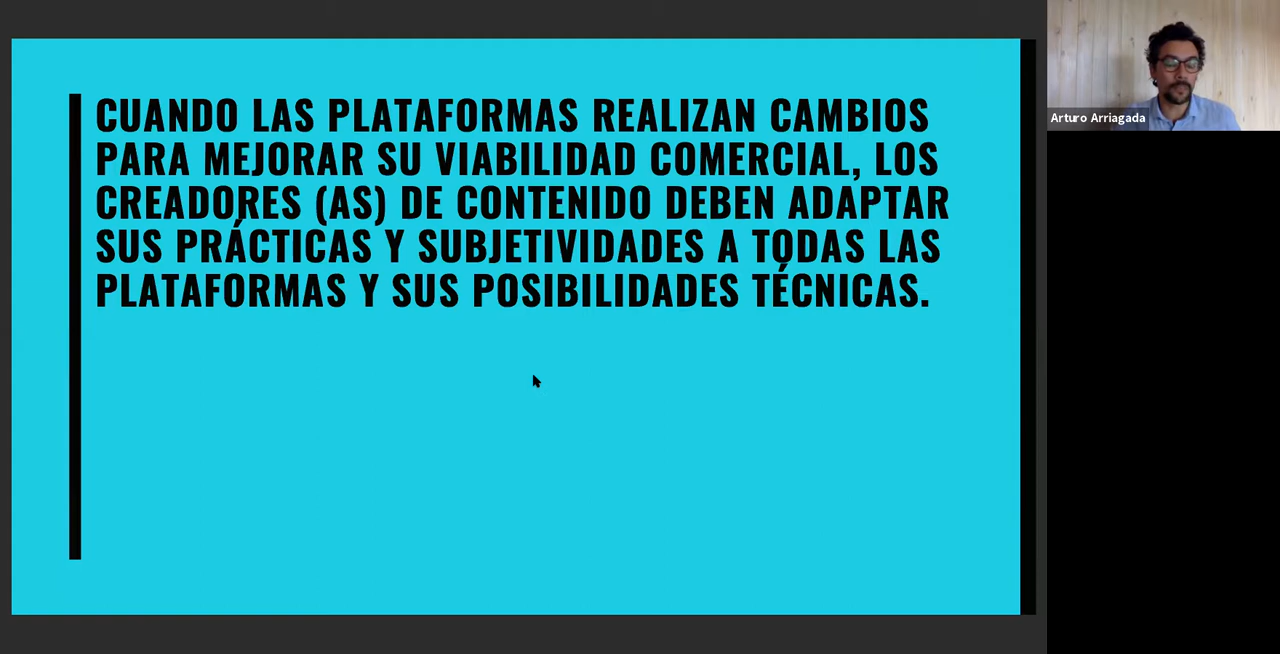 CUANDO LAS PLATAFORMAS REALIZAN CAMBIOS
PARA MEJORAR SU VIABILIDAD COMERCIAL, LOS
CREADORES (AS) DE CONTENIDO DEBEN ADAPTAR
SUS PRÁCTICAS Y SUBJETIVIDADES A TODAS LAS
PLATAFORMAS Y SUS POSIBILIDADES TÉCNICAS.
Arturo Arriagada